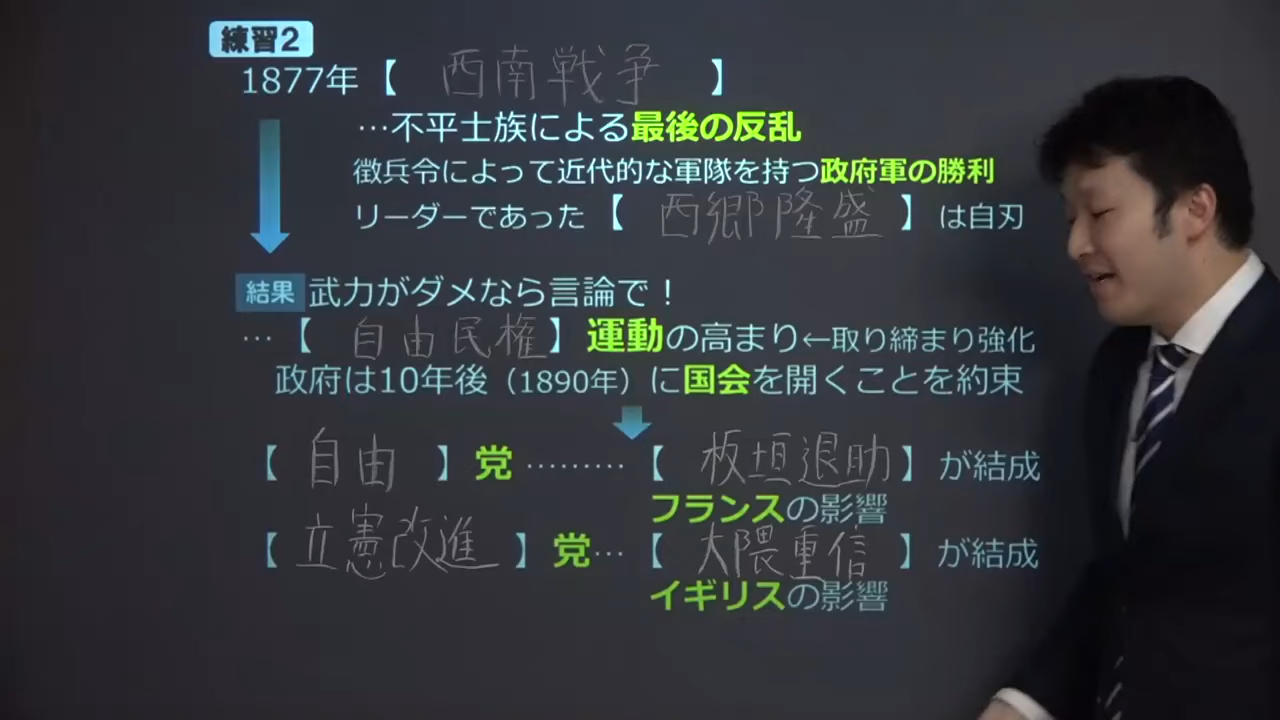 練習2
1877年【 西南戦争 】
…不平士族による最後の反乱
徴兵令によって近代的な軍隊を持つ政府軍の勝利
リーダーであった【 西郷隆盛 】は自刃
結果 武力がダメなら言論で！
…【 自由民権 】運動の高まり←取り締まり強化
政府は10年後（1890年）に国会を開くことを約束
【 自由 】党………【 板垣退助 】が結成
フランスの影響
【 立憲改進 】党…【 大隈重信 】が結成
イギリスの影響